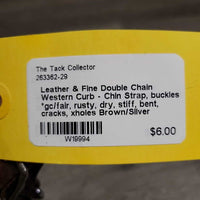 The Tack Collector
263362-29
Leather & Fine Double Chain
Western Curb - Chin Strap, buckles
*gc/fair, rusty, dry, stiff, bent,
cracks, xholes Brown/Silver
$6.00
W19994